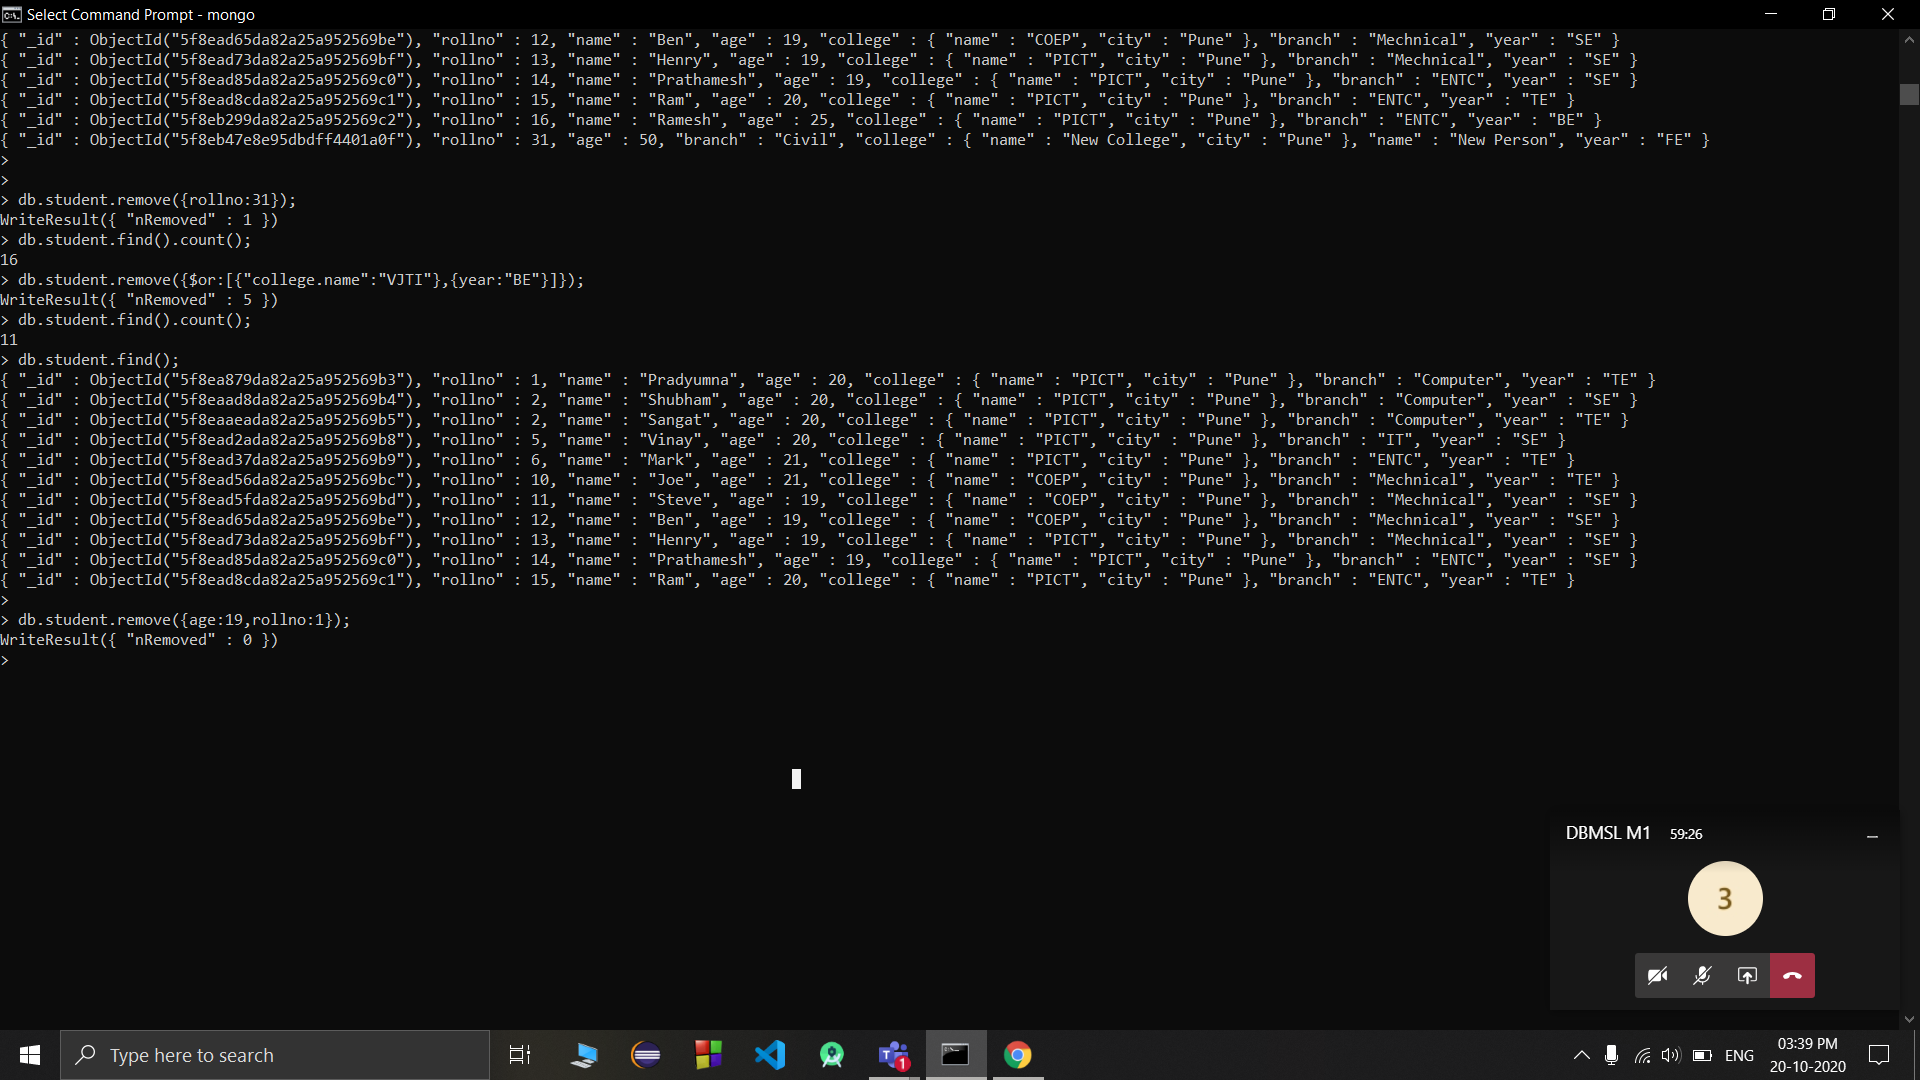 Select Command Prompt - mongo
{ "_id" : ObjectId("5f8ead65da82a25a952569be"), "rollno" : 12, "name" : "Ben", "age" : 19, "college" : { "name" : "COEP", "city" : "Pune" }, "branch" : "Mechnical", "year" : "SE" }
{ "_id" : ObjectId("5f8ead73da82a25a952569bf"), "rollno" : 13, "name" : "Henry", "age" : 19, "college" : { "name" : "PICT", "city" : "Pune" }, "branch" : "Mechnical", "year" : "SE" }
{ "_id" : ObjectId("5f8ead85da82a25a952569c0"), "rollno" : 14, "name" : "Prathamesh", "age" : 19, "college" : { "name" : "PICT", "city" : "Pune" }, "branch" : "ENTC", "year" : "SE" }
{ "_id" : ObjectId("5f8ead8cda82a25a952569c1"), "rollno" : 15, "name" : "Ram", "age" : 20, "college" : { "name" : "PICT", "city" : "Pune" }, "branch" : "ENTC", "year" : "TE" }
{ "_id" : ObjectId("5f8eb299da82a25a952569c2"), "rollno" : 16, "name" : "Ramesh", "age" : 25, "college" : { "name" : "PICT", "city" : "Pune" }, "branch" : "ENTC", "year" : "BE" }
{ "_id" : ObjectId("5f8eb47e8e95dbdff4401a0f"), "rollno" : 31, "age" : 50, "branch" : "Civil", "college" : { "name" : "New College", "city" : "Pune" }, "name" : "New Person", "year" : "FE" }
>
>
> db.student.remove({rollno:31});
WriteResult({ "nRemoved" : 1 })
> db.student.find().count();
16
> db.student.remove({$or:[{"college.name":"VJTI"},{year:"BE"}]});
WriteResult({ "nRemoved" : 5 })
> db.student.find().count();
11
> db.student.find();
{ "_id" : ObjectId("5f8ea879da82a25a952569b3"), "rollno" : 1, "name" : "Pradyumna", "age" : 20, "college" : { "name" : "PICT", "city" : "Pune" }, "branch" : "Computer", "year" : "TE" }
{ "_id" : ObjectId("5f8eaad8da82a25a952569b4"), "rollno" : 2, "name" : "Shubham", "age" : 20, "college" : { "name" : "PICT", "city" : "Pune" }, "branch" : "Computer", "year" : "SE" }
{ "_id" : ObjectId("5f8eaaeada82a25a952569b5"), "rollno" : 2, "name" : "Sangat", "age" : 20, "college" : { "name" : "PICT", "city" : "Pune" }, "branch" : "Computer", "year" : "TE" }
{ "_id" : ObjectId("5f8ead2ada82a25a952569b8"), "rollno" : 5, "name" : "Vinay", "age" : 20, "college" : { "name" : "PICT", "city" : "Pune" }, "branch" : "IT", "year" : "SE" }
{ "_id" : ObjectId("5f8ead37da82a25a952569b9"), "rollno" : 6, "name" : "Mark", "age" : 21, "college" : { "name" : "PICT", "city" : "Pune" }, "branch" : "ENTC", "year" : "TE" }
{ "_id" : ObjectId("5f8ead56da82a25a952569bc"), "rollno" : 10, "name" : "Joe", "age" : 21, "college" : { "name" : "COEP", "city" : "Pune" }, "branch" : "Mechnical", "year" : "TE" }
{ "_id" : ObjectId("5f8ead5fda82a25a952569bd"), "rollno" : 11, "name" : "Steve", "age" : 19, "college" : { "name" : "COEP", "city" : "Pune" }, "branch" : "Mechnical", "year" : "SE" }
{ "_id" : ObjectId("5f8ead65da82a25a952569be"), "rollno" : 12, "name" : "Ben", "age" : 19, "college" : { "name" : "COEP", "city" : "Pune" }, "branch" : "Mechnical", "year" : "SE" }
{ "_id" : ObjectId("5f8ead73da82a25a952569bf"), "rollno" : 13, "name" : "Henry", "age" : 19, "college" : { "name" : "PICT", "city" : "Pune" }, "branch" : "Mechnical", "year" : "SE" }
{ "_id" : ObjectId("5f8ead85da82a25a952569c0"), "rollno" : 14, "name" : "Prathamesh", "age" : 19, "college" : { "name" : "PICT", "city" : "Pune" }, "branch" : "ENTC", "year" : "SE" }
{ "_id" : ObjectId("5f8ead8cda82a25a952569c1"), "rollno" : 15, "name" : "Ram", "age" : 20, "college" : { "name" : "PICT", "city" : "Pune" }, "branch" : "ENTC", "year" : "TE" }
>
> db.student.remove({age:19,rollno:1});
WriteResult({ "nRemoved" : 0 })
>
DBMSL M1 59:26
3
Type here to search
1
ENG
03:39 PM
20-10-2020